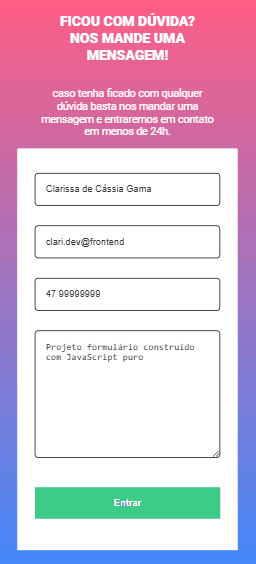 FICOU COM DÚVIDA?
NOS MANDE UMA
MENSAGEM!
caso tenha ficado com qualquer
dúvida basta nos mandar uma
mensagem e entraremos em contato
em menos de 24h.
Clarissa de Cássia Gama
clari.dev@frontend
47 99999999
Projeto formulário construído
com JavaScript puro
Entrar